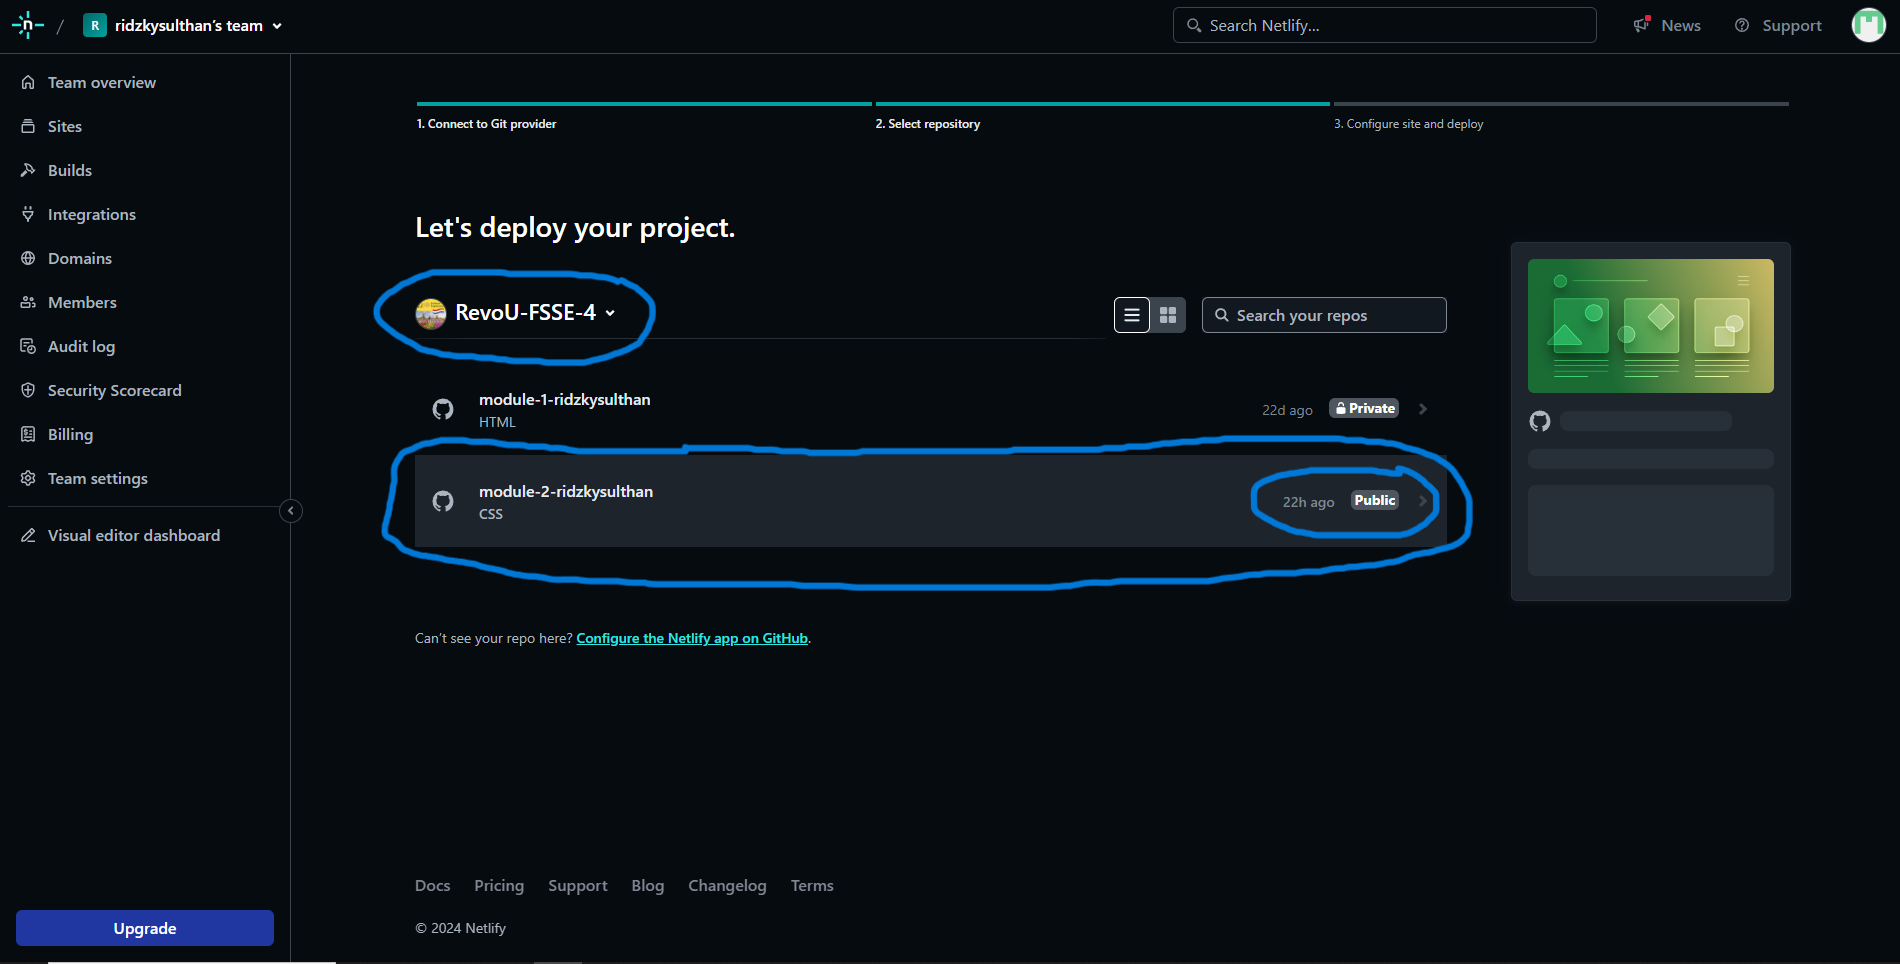 / R ridzkysulthan's team
Search Netlify...
News
Support
Team overview
Sites
Builds
Integrations
Domains
Members
Audit log
Security Scorecard
Billing
Team settings
Visual editor dashboard
Upgrade
1. Connect to Git provider
2. Select repository
3. Configure site and deploy
Let's deploy your project.
RevoU-FSSE-4
Search your repos
module-1-ridzkysulthan
HTML
22d ago Private
module-2-ridzkysulthan
CSS
22h ago Public
Can't see your repo here? Configure the Netlify app on GitHub.
Docs Pricing Support Blog Changelog Terms
© 2024 Netlify